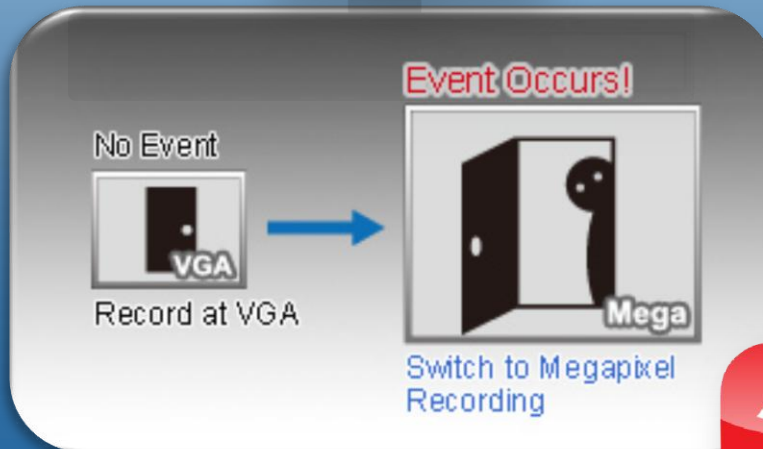 Event Occurs!
No Event
VGA
Mega
Record at VGA
Switch to Megapixel
Recording